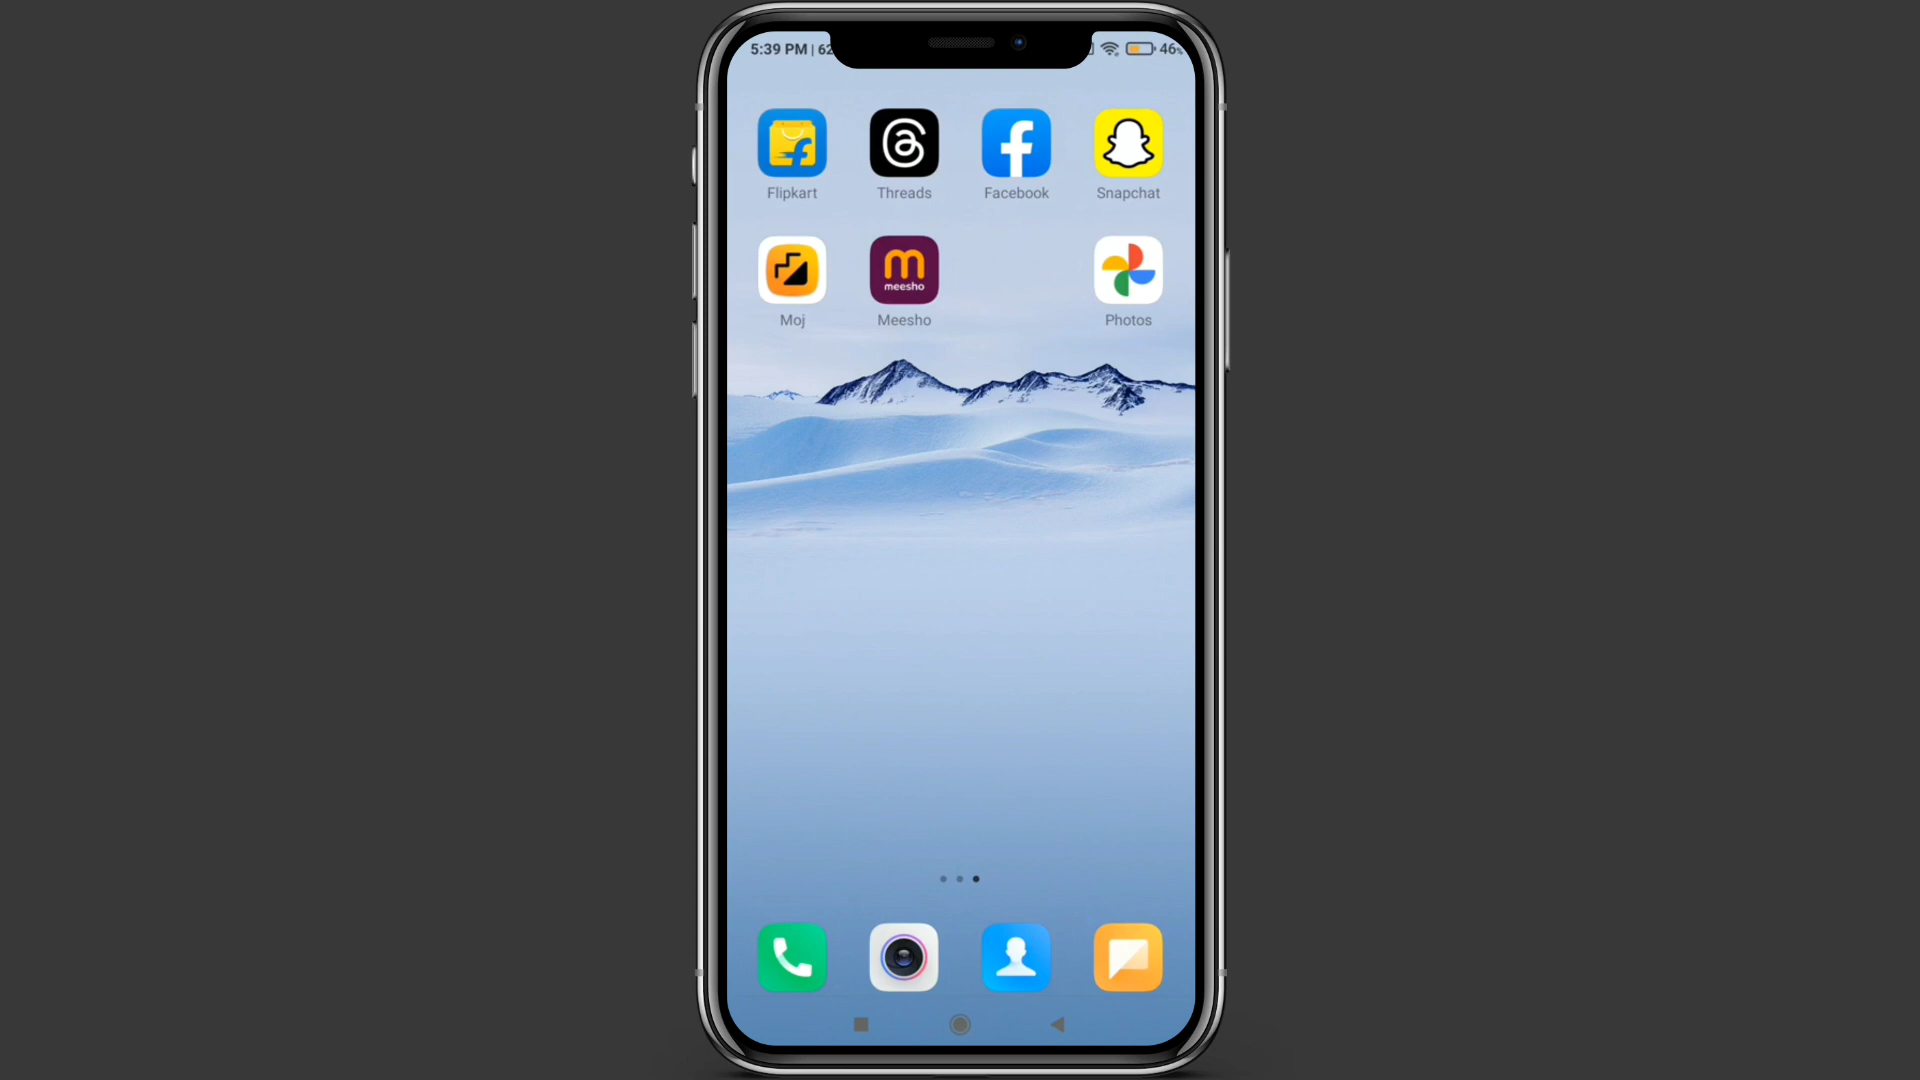 5:39 PM | 62
46%
Flipkart
Threads
Facebook
Snapchat
meesho
Moj
Meesho
Photos